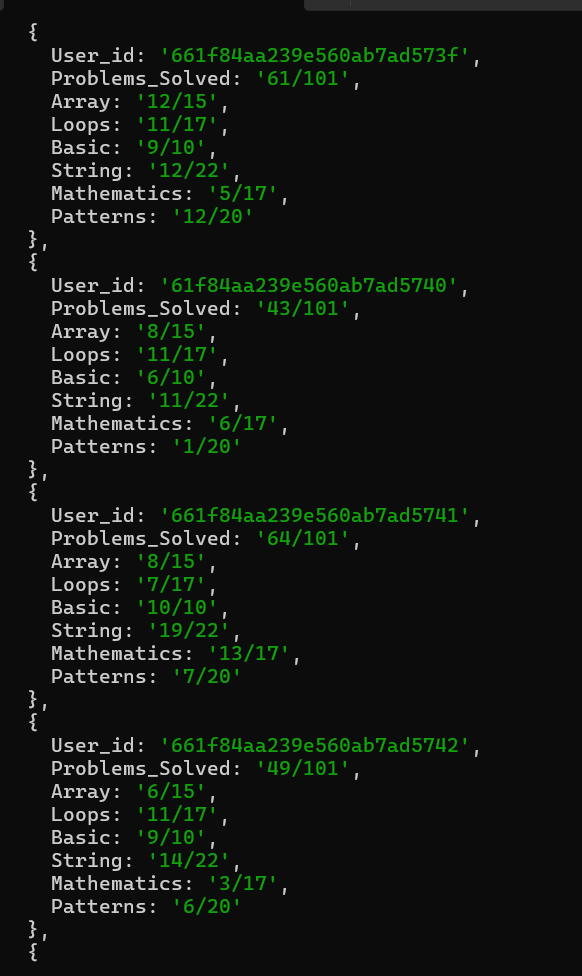 {
  User_id: '661f84aa239e560ab7ad573f',
  Problems_Solved: '61/101',
  Array: '12/15',
  Loops: '11/17',
  Basic: '9/10',
  String: '12/22',
  Mathematics: '5/17',
  Patterns: '12/20'
},
{
  User_id: '61f84aa239e560ab7ad5740',
  Problems_Solved: '43/101',
  Array: '8/15',
  Loops: '11/17',
  Basic: '6/10',
  String: '11/22',
  Mathematics: '6/17',
  Patterns: '1/20'
},
{
  User_id: '661f84aa239e560ab7ad5741',
  Problems_Solved: '64/101',
  Array: '8/15',
  Loops: '7/17',
  Basic: '10/10',
  String: '19/22',
  Mathematics: '13/17',
  Patterns: '7/20'
},
{
  User_id: '661f84aa239e560ab7ad5742',
  Problems_Solved: '49/101',
  Array: '6/15',
  Loops: '11/17',
  Basic: '9/10',
  String: '14/22',
  Mathematics: '3/17',
  Patterns: '6/20'
},
{